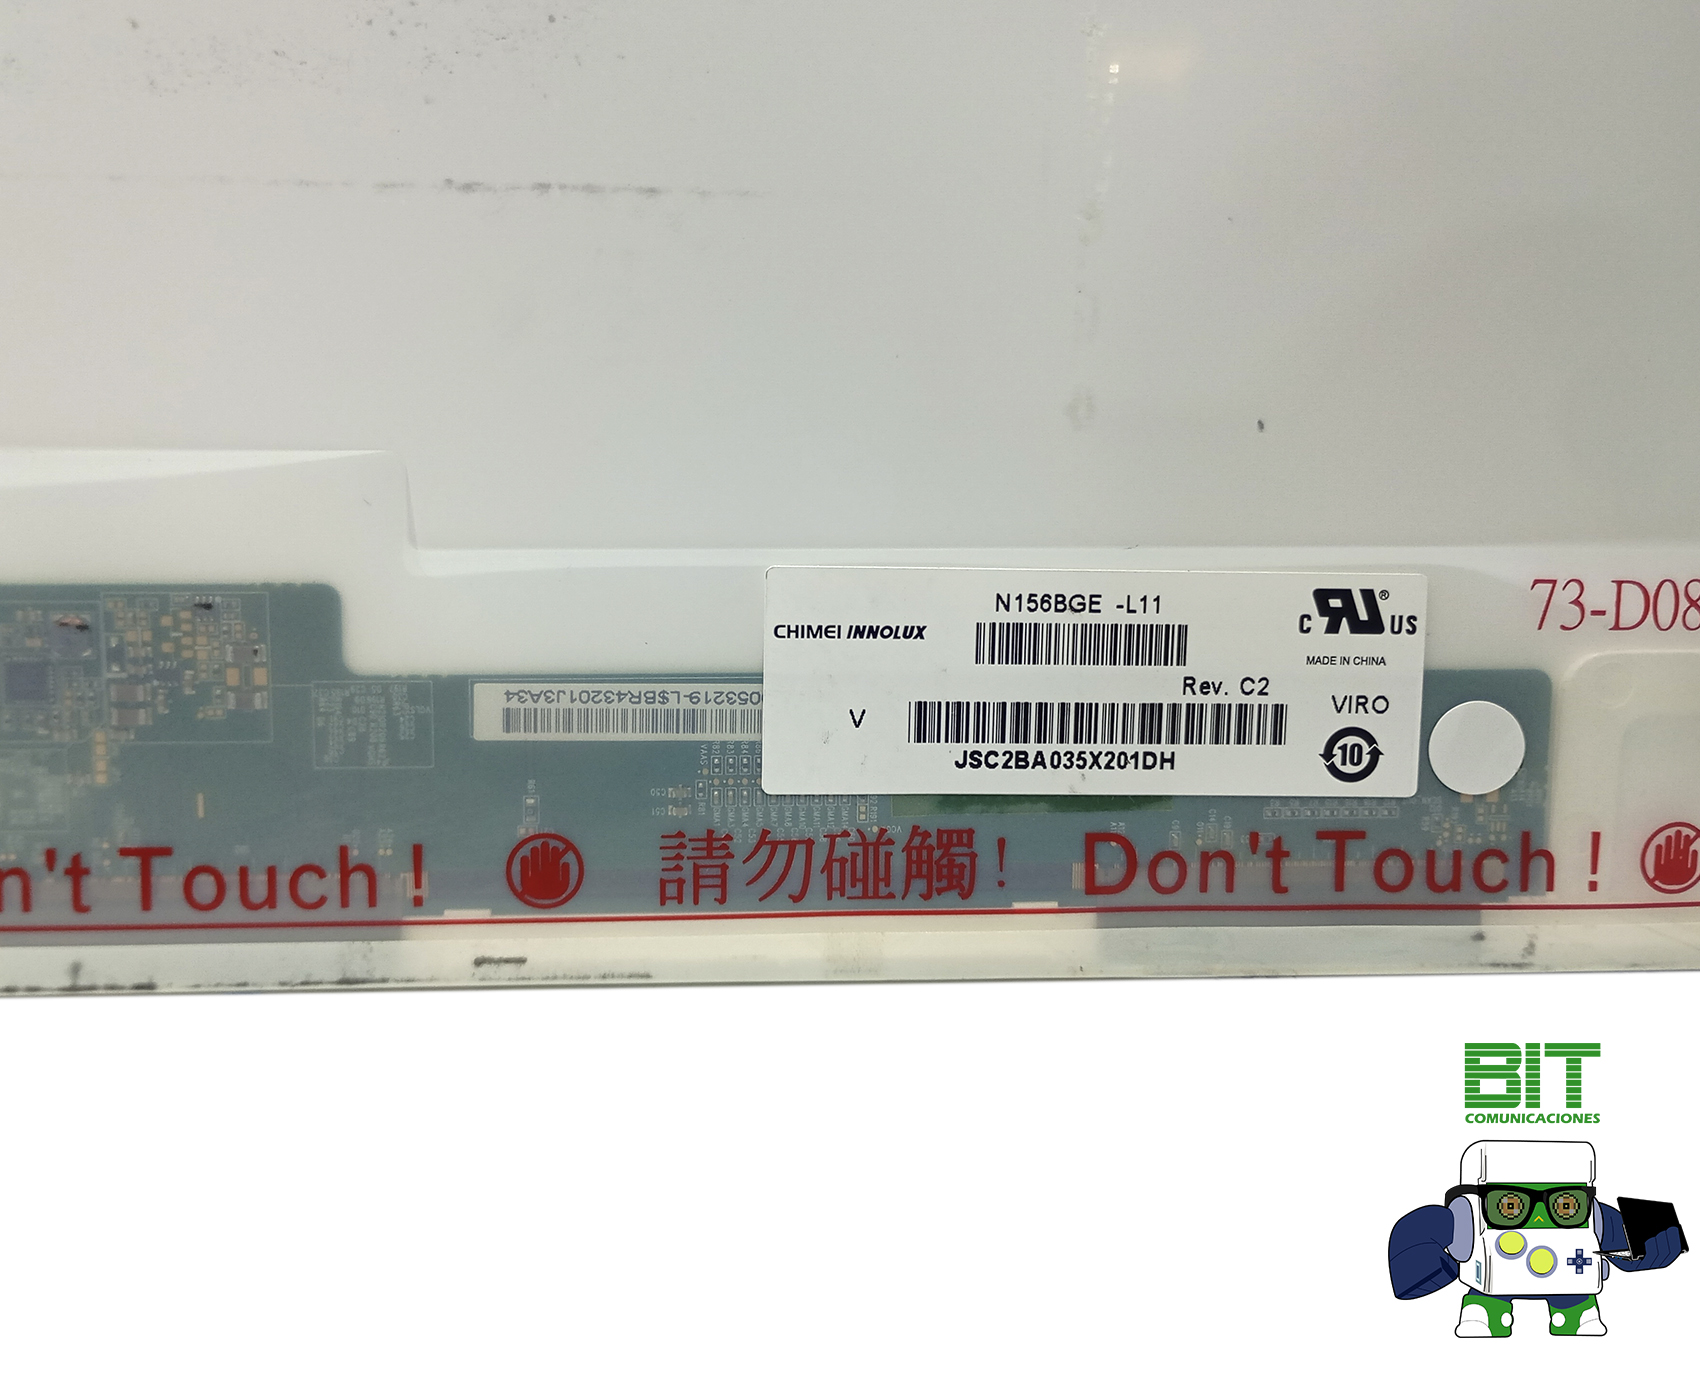 N156BGE -L11
CHIMEI INNOLUX
C RU® US
MADE IN CHINA
Rev. C2
V
VIRO
JSC2BA035X201DH
10
73-D08
053219-L$BR43201J3A34
n't Touch! 請勿碰觸! Don't Touch!
BIT
COMUNICACIONES